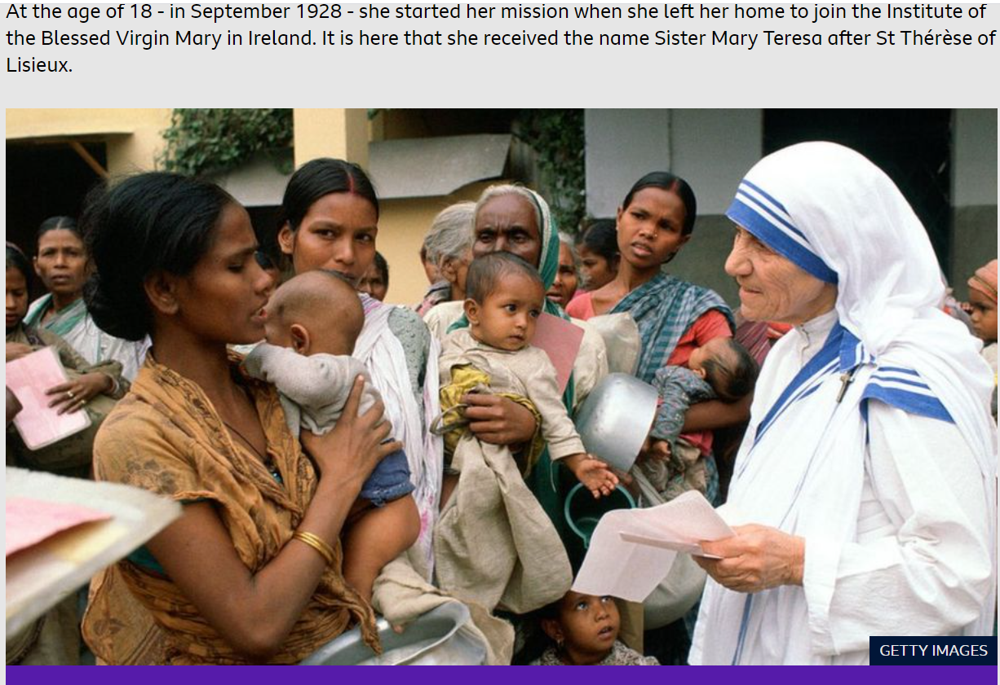 At the age of 18 - in September 1928 - she started her mission when she left her home to join the Institute of
the Blessed Virgin Mary in Ireland. It is here that she received the name Sister Mary Teresa after St Thérèse of
Lisieux.
GETTY IMAGES